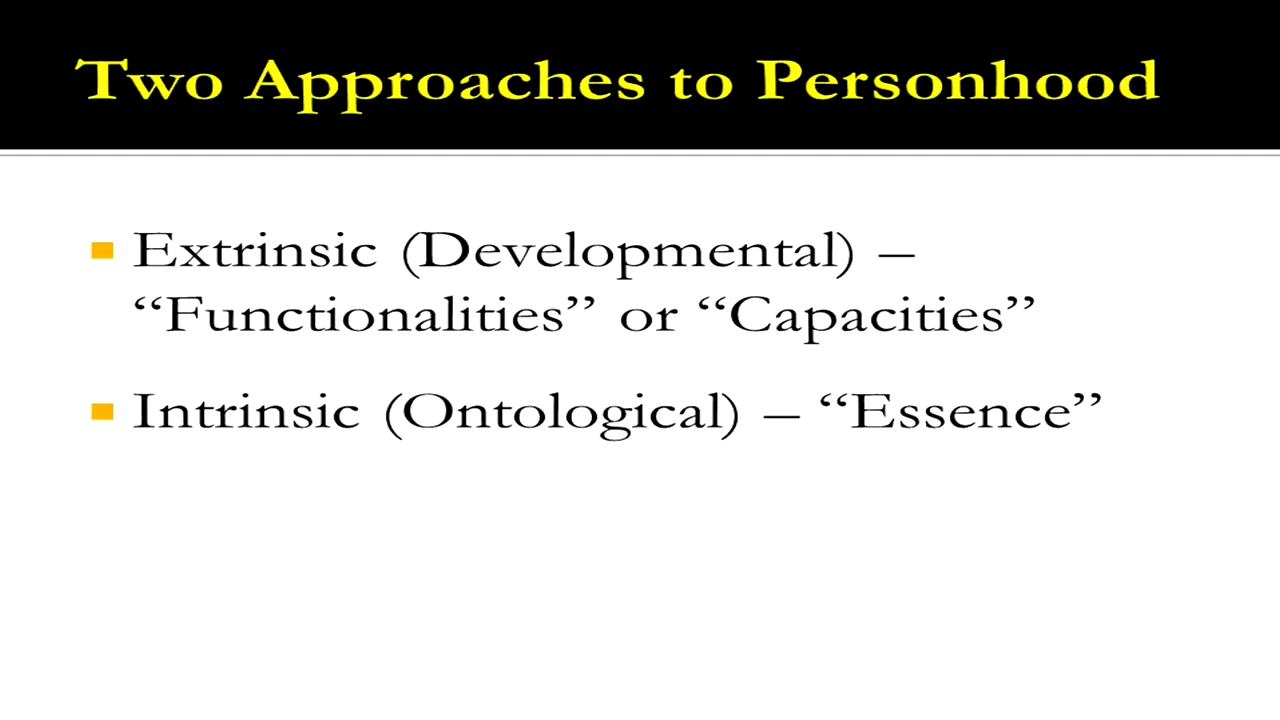 Two Approaches to Personhood
Extrinsic (Developmental) –
“Functionalities” or “Capacities”
Intrinsic (Ontological) – “Essence”